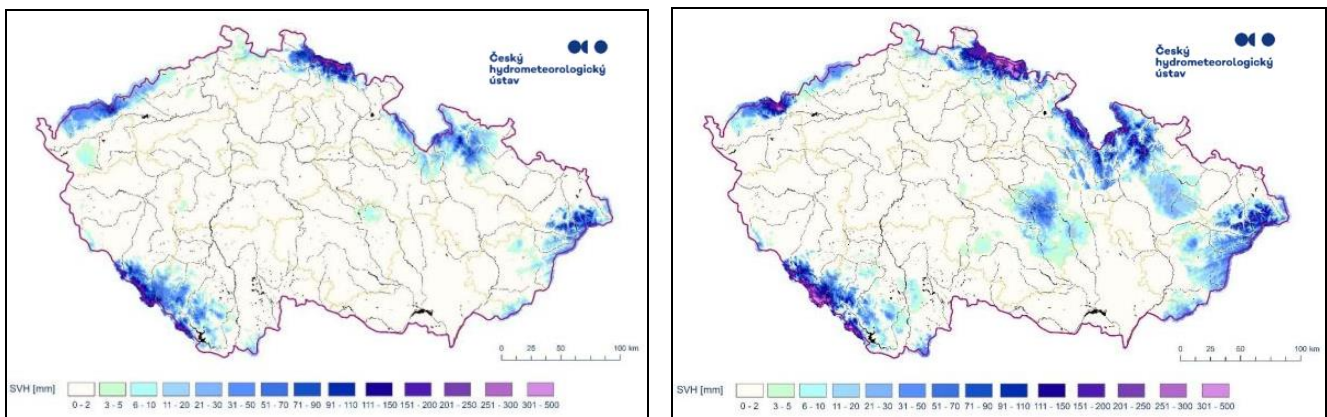 Český
hydrometeorologický
ústav
0 25 50 100 km
SVH [mm]
0 - 2 3 - 5 6 - 10 11 - 20 21 - 30 31 - 50 51 - 70 71 - 90 91 - 110 111 - 150 151 - 200 201 - 250 251 - 300 301 - 500
Český
hydrometeorologický
ústav
0 25 50 100 km
SVH [mm]
0 - 2 3 - 5 6 - 10 11 - 20 21 - 30 31 - 50 51 - 70 71 - 90 91 - 110 111 - 150 151 - 200 201 - 250 251 - 300 301 - 500